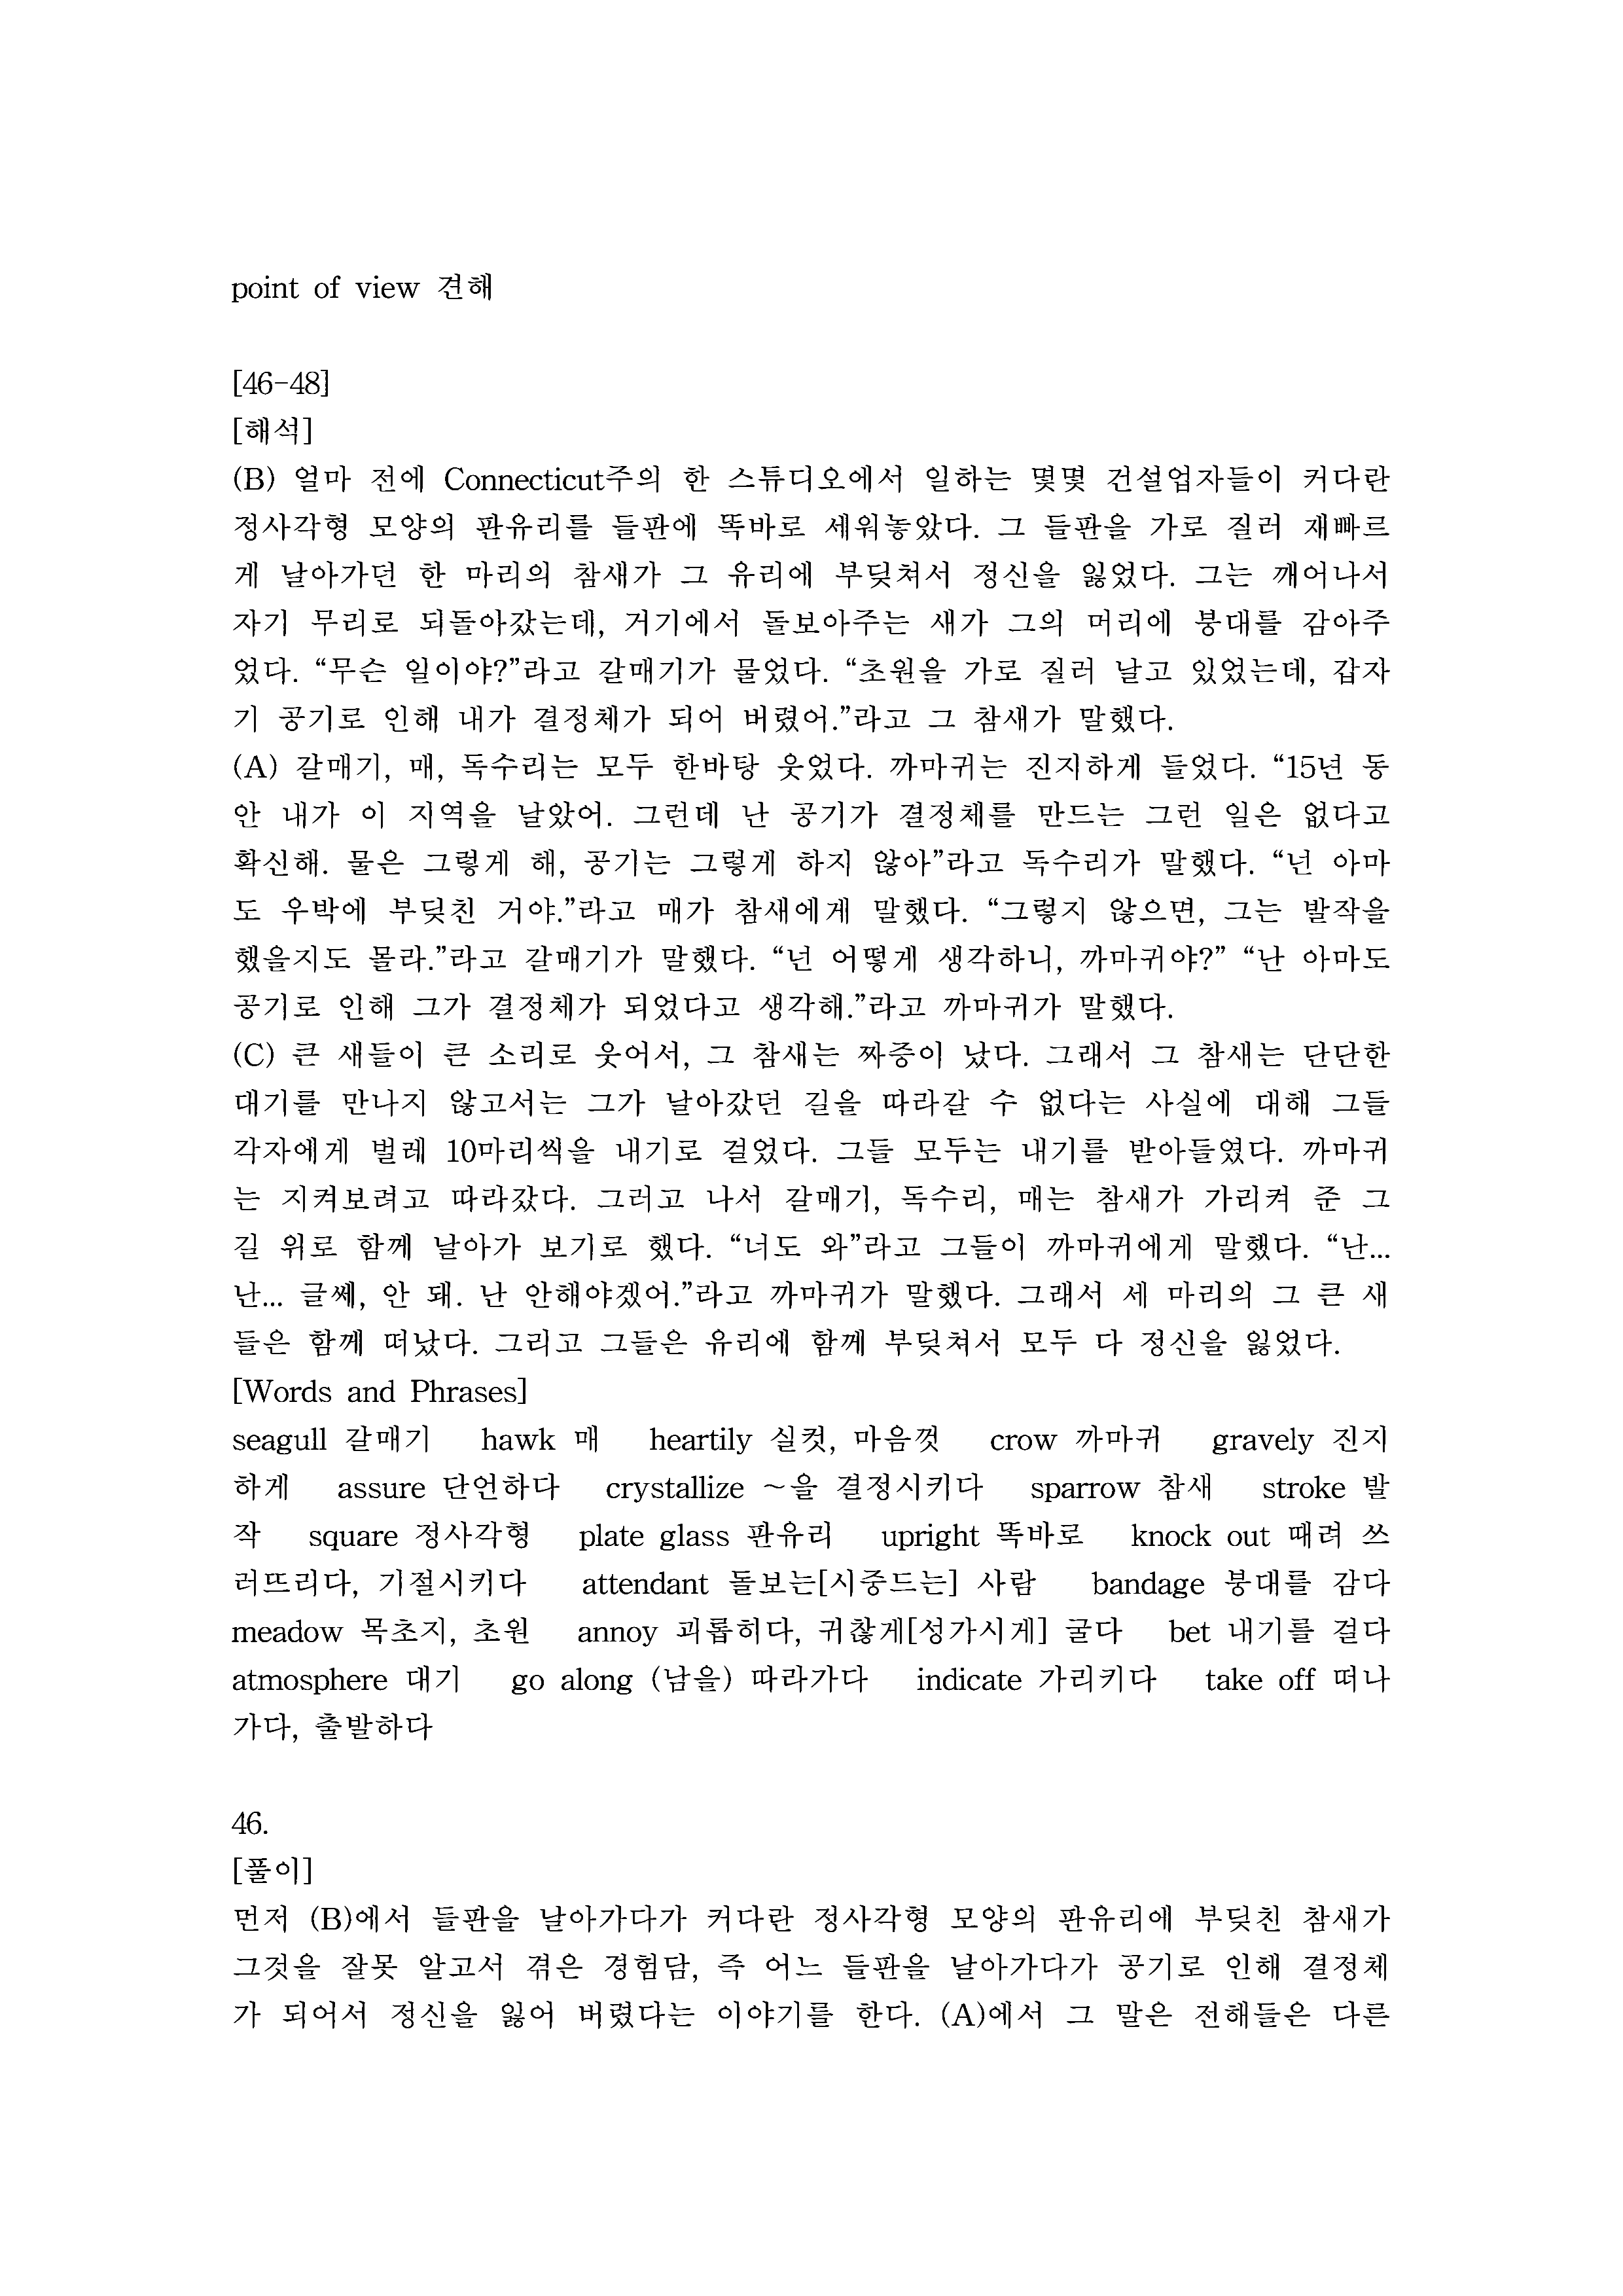 point of view 견해
[46-48]
[해석]
(B) 얼마 전에 Connecticut주의 한 스튜디오에서 일하는 몇몇 건설업자들이 커다란
정사각형 모양의 판유리를 들판에 똑바로 세워놓았다. 그 들판을 가로 질러 재빠르
게 날아가던 한 마리의 참새가 그 유리에 부딪쳐서 정신을 잃었다. 그는 깨어나서
자기 무리로 되돌아갔는데, 거기에서 돌보아주는 새가 그의 머리에 붕대를 감아주
었다. “무슨 일이야?”라고 갈매기가 물었다. “초원을 가로 질러 날고 있었는데, 갑자
기 공기로 인해 내가 결정체가 되어 버렸어.”라고 그 참새가 말했다.
(A) 갈매기, 매, 독수리는 모두 한바탕 웃었다. 까마귀는 진지하게 들었다. “15년 동
안 내가 이 지역을 날았어. 그런데 난 공기가 결정체를 만드는 그런 일은 없다고
확신해. 물은 그렇게 해, 공기는 그렇게 하지 않아”라고 독수리가 말했다. “넌 아마
도 우박에 부딪친 거야.”라고 매가 참새에게 말했다. “그렇지 않으면, 그는 발작을
했을지도 몰라.”라고 갈매기가 말했다. “넌 어떻게 생각하니, 까마귀야?” “난 아마도
공기로 인해 그가 결정체가 되었다고 생각해.”라고 까마귀가 말했다.
(C) 큰 새들이 큰 소리로 웃어서, 그 참새는 짜증이 났다. 그래서 그 참새는 단단한
대기를 만나지 않고서는 그가 날아갔던 길을 따라갈 수 없다는 사실에 대해 그들
각자에게 벌레 10마리씩을 내기로 걸었다. 그들 모두는 내기를 받아들였다. 까마귀
는 지켜보려고 따라갔다. 그러고 나서 갈매기, 독수리, 매는 참새가 가리켜 준 그
길 위로 함께 날아가 보기로 했다. “너도 와”라고 그들이 까마귀에게 말했다. “난...
난... 글쎄, 안 돼. 난 안해야겠어.”라고 까마귀가 말했다. 그래서 세 마리의 그 큰 새
들은 함께 떠났다. 그리고 그들은 유리에 함께 부딪쳐서 모두 다 정신을 잃었다.
[Words and Phrases]
seagull 갈매기 hawk 매 heartily 실컷, 마음껏 crow 까마귀 gravely 진지
하게 assure 단언하다 crystallize ～을 결정시키다 sparrow 참새 stroke 발
작 square 정사각형 plate glass 판유리 upright 똑바로 knock out 때려 쓰
러뜨리다, 기절시키다 attendant 돌보는[시중드는] 사람 bandage 붕대를 감다
meadow 목초지, 초원 annoy 괴롭히다, 귀찮게[성가시게] 굴다 bet 내기를 걸다
atmosphere 대기 go along (남을) 따라가다 indicate 가리키다 take off 떠나
가다, 출발하다
46.
[풀이]
먼저 (B)에서 들판을 날아가다가 커다란 정사각형 모양의 판유리에 부딪친 참새가
그것을 잘못 알고서 겪은 경험담, 즉 어느 들판을 날아가다가 공기로 인해 결정체
가 되어서 정신을 잃어 버렸다는 이야기를 한다. (A)에서 그 말은 전해들은 다른